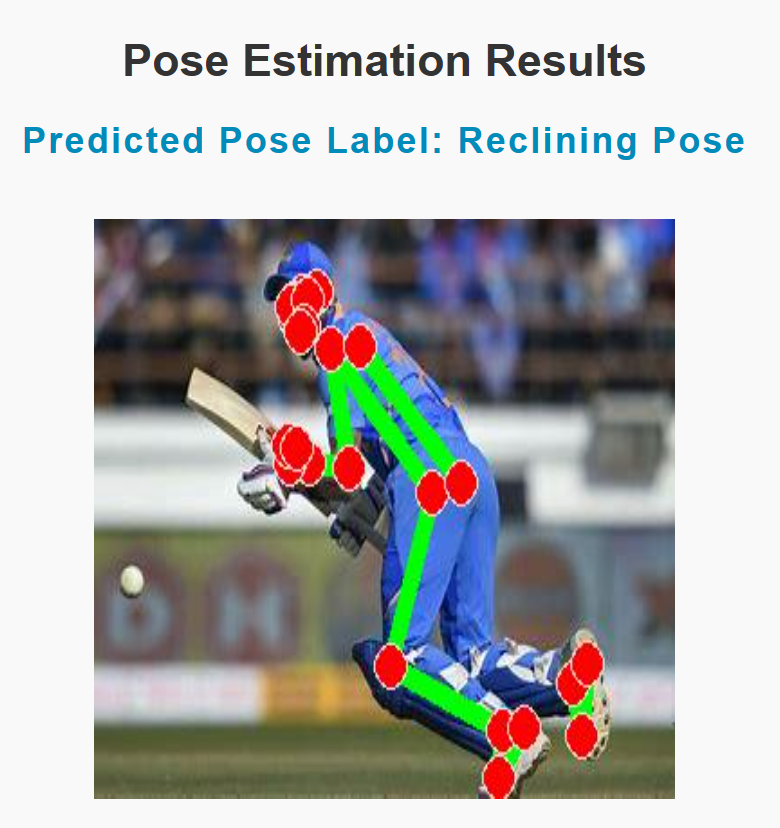 Pose Estimation Results
Predicted Pose Label: Reclining Pose